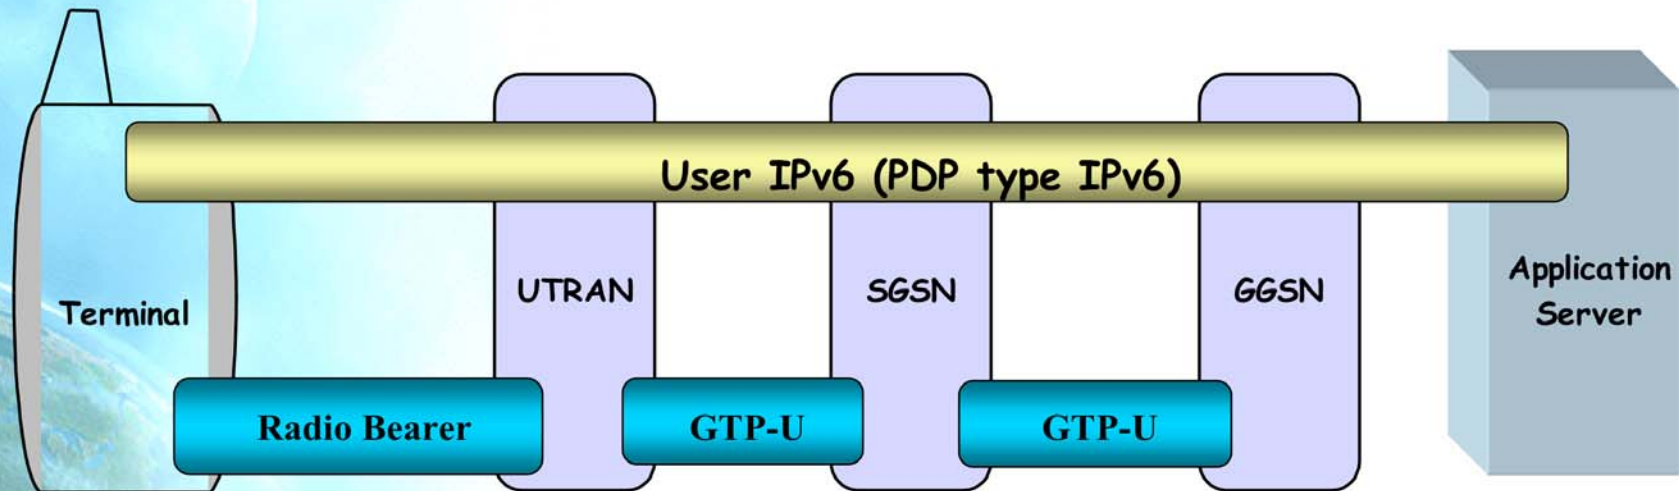 User IPv6 (PDP type IPv6)
Terminal
UTRAN
SGSN
GGSN
Application
Server
Radio Bearer
GTP-U
GTP-U